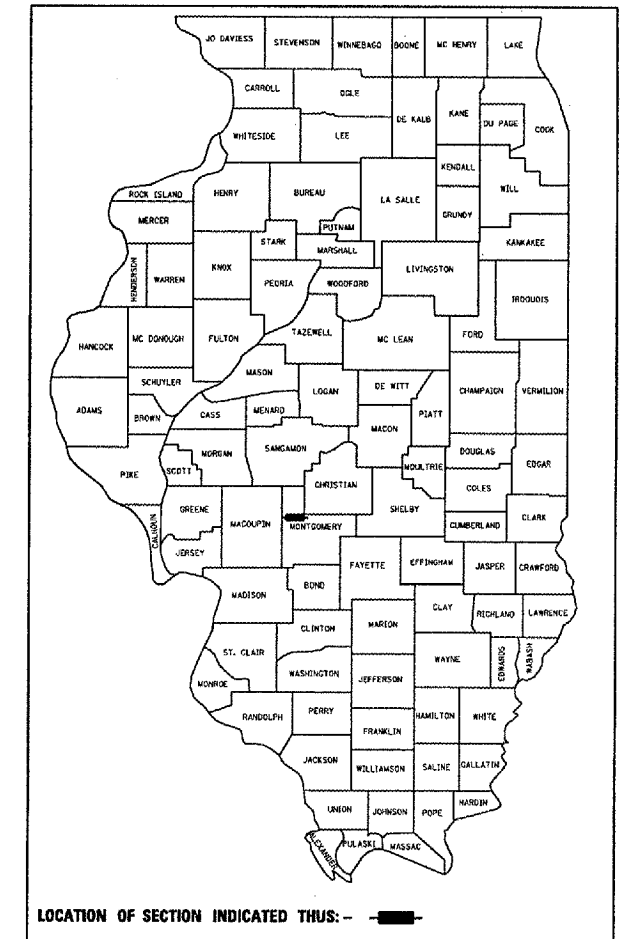 JO DAVIESS STEVENSON WINNEBAGO BOONE MC HENRY LAKE
CARROLL OGLE DE KALB KANE DU PAGE COOK
WHITESIDE LEE
KENDALL WILL
ROCK ISLAND HENRY BUREAU LA SALLE
MERCER PUTNAM GRUNDY
STARK MARSHALL KANKAKEE
HENDERSON WARREN KNOX PEORIA WOODFORD LIVINGSTON IROQUOIS
HANCOCK MC DONOUGH FULTON TAZEWELL MC LEAN FORD
MASON
SCHUYLER LOGAN DE WITT CHAMPAIGN VERMILION
ADAMS BROWN CASS MENARD PIATT
MACON
MORGAN SANGAMON DOUGLAS EDGAR
PIKE SCOTT MOULTRIE
CHRISTIAN COLES
GREENE SHELBY CLARK
CALHOUN MACOUPIN MONTGOMERY CUMBERLAND
JERSEY
FAYETTE EFFINGHAM JASPER CRAWFORD
MADISON BOND
CLAY RICHLAND LAWRENCE
CLINTON MARION
ST. CLAIR WAYNE EDWARDS WABASH
WASHINGTON JEFFERSON
MONROE
RANDOLPH PERRY HAMILTON WHITE
FRANKLIN
JACKSON WILLIAMSON SALINE GALLATIN
UNION JOHNSON POPE HARDIN
ALEXANDER PULASKI MASSAC
LOCATION OF SECTION INDICATED THUS: -